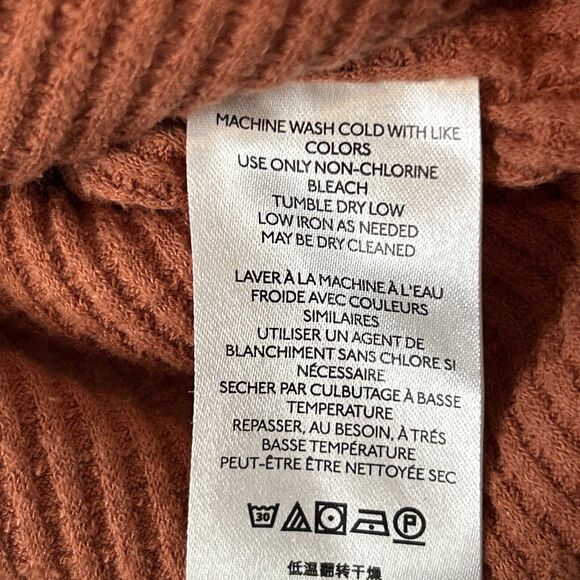 MACHINE WASH COLD WITH LIKE
COLORS
USE ONLY NON-CHLORINE
BLEACH
TUMBLE DRY LOW
LOW IRON AS NEEDED
MAY BE DRY CLEANED
LAVER À LA MACHINE À L'EAU
FROIDE AVEC COULEURS
SIMILAIRES
UTILISER UN AGENT DE
BLANCHIMENT SANS CHLORE SI
NÉCESSAIRE
SECHER PAR CULBUTAGE À BASSE
TEMPERATURE
REPASSER, AU BESOIN, À TRÉS
BASSE TEMPÉRATURE
PEUT-ÊTRE ÊTRE NETTOYÉE SEC
30 P
低温翻转干燥